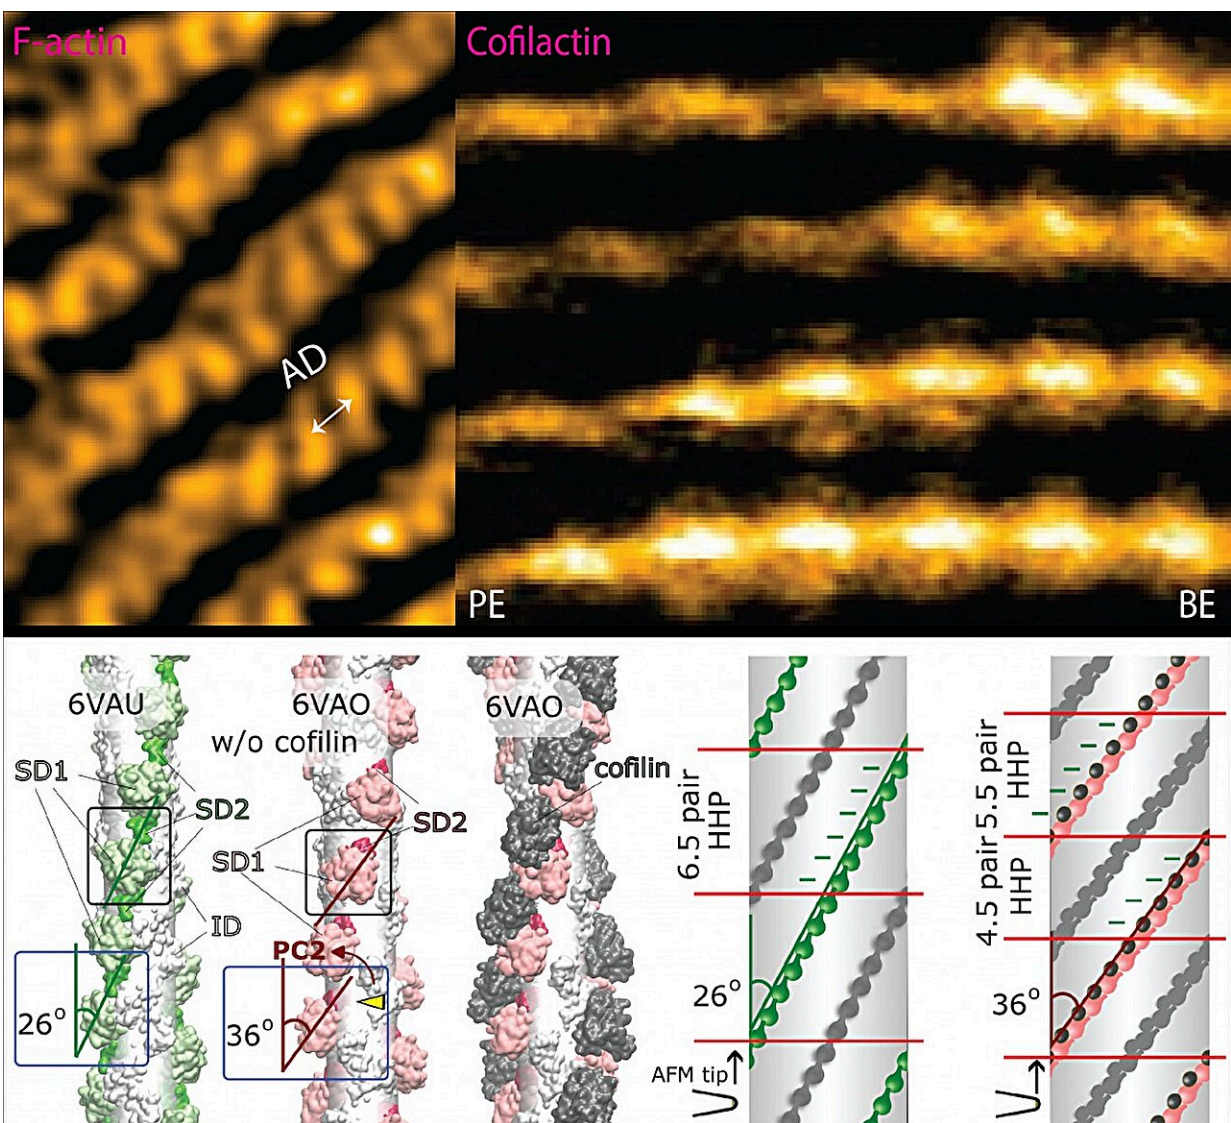 F-actin
Cofilactin
AD
PE
BE
6VAU
6VAO
6VAO
w/o cofilin
SD1
SD2
SD1
SD2
cofilin
ID
PC2
26°
36°
6.5 pair
HHP
26°
AFM tip
4.5 pair 5.5 pair
HHP HHP
36°